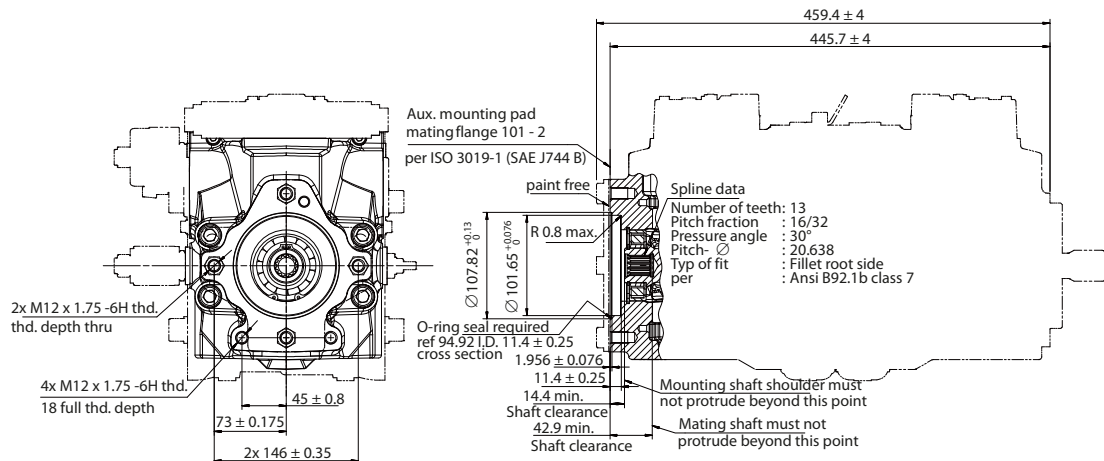 459.4 ± 4
445.7 ± 4
Aux. mounting pad
mating flange 101 - 2
per ISO 3019-1 (SAE J744 B)
paint free
Spline data
Number of teeth: 13
Pitch fraction : 16/32
Pressure angle : 30°
Pitch- Ø : 20.638
Typ of fit : Fillet root side
per : Ansi B92.1b class 7
R 0.8 max.
Ø 107.82 +0.13 0
Ø 101.65 +0.076 0
2x M12 x 1.75 -6H thd.
thd. depth thru
O-ring seal required
ref 94.92 I.D. 11.4 ± 0.25
cross section
1.956 ± 0.076
11.4 ± 0.25
14.4 min.
Shaft clearance
42.9 min.
Shaft clearance
Mounting shaft shoulder must
not protrude beyond this point
Mating shaft must not
protrude beyond this point
4x M12 x 1.75 -6H thd.
18 full thd. depth
45 ± 0.8
73 ± 0.175
2x 146 ± 0.35